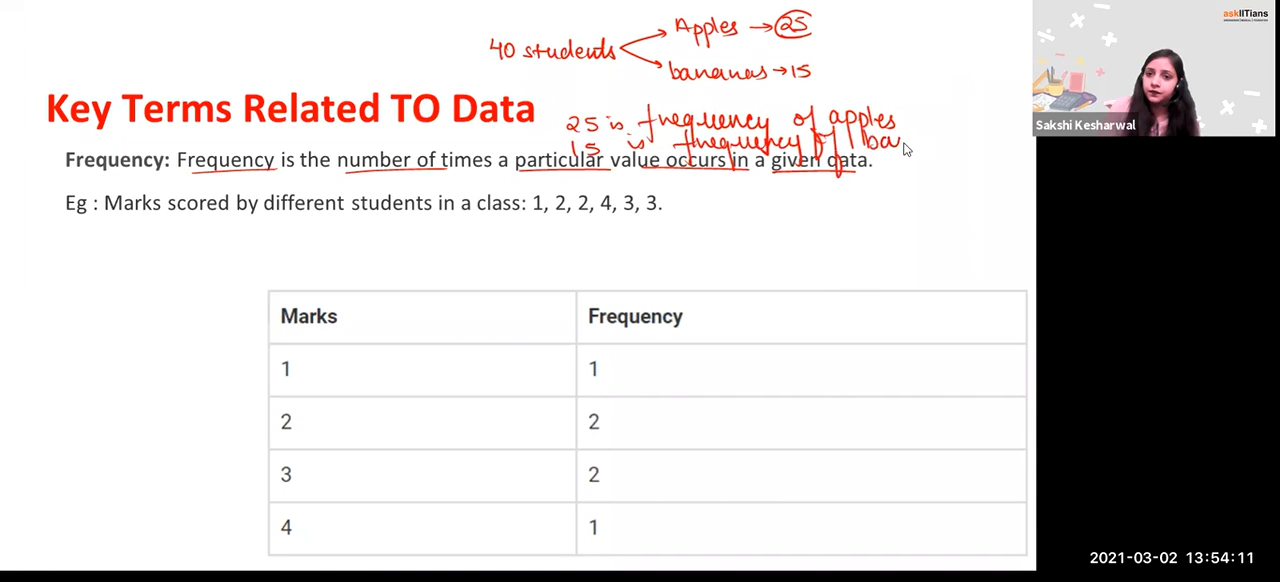 40 students
Apples → 25
bananas → 15
askIITians
Key Terms Related TO Data
25 is frequency of apples
15 is frequency of ba
Sakshi Kesharwal
Frequency: Frequency is the number of times a particular value occurs in a given data.
Eg : Marks scored by different students in a class: 1, 2, 2, 4, 3, 3.
Marks Frequency
1 1
2 2
3 2
4 1
2021-03-02 13:54:11